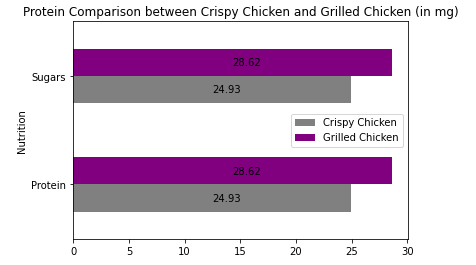 Protein Comparison between Crispy Chicken and Grilled Chicken (in mg)
28.62
Sugars
24.93
Crispy Chicken
Grilled Chicken
Nutrition
28.62
Protein
24.93
0 5 10 15 20 25 30